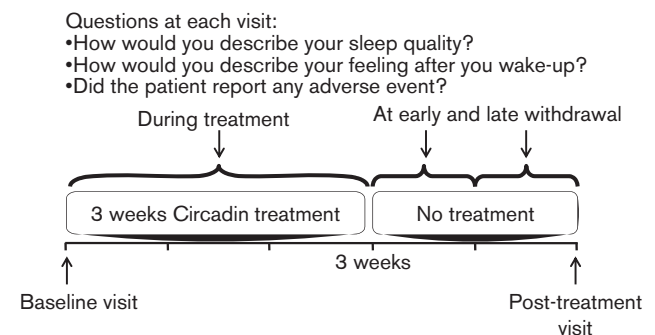 Questions at each visit:
•How would you describe your sleep quality?
•How would you describe your feeling after you wake-up?
•Did the patient report any adverse event?
During treatment
At early and late withdrawal
3 weeks Circadin treatment
No treatment
3 weeks
Baseline visit
Post-treatment
visit